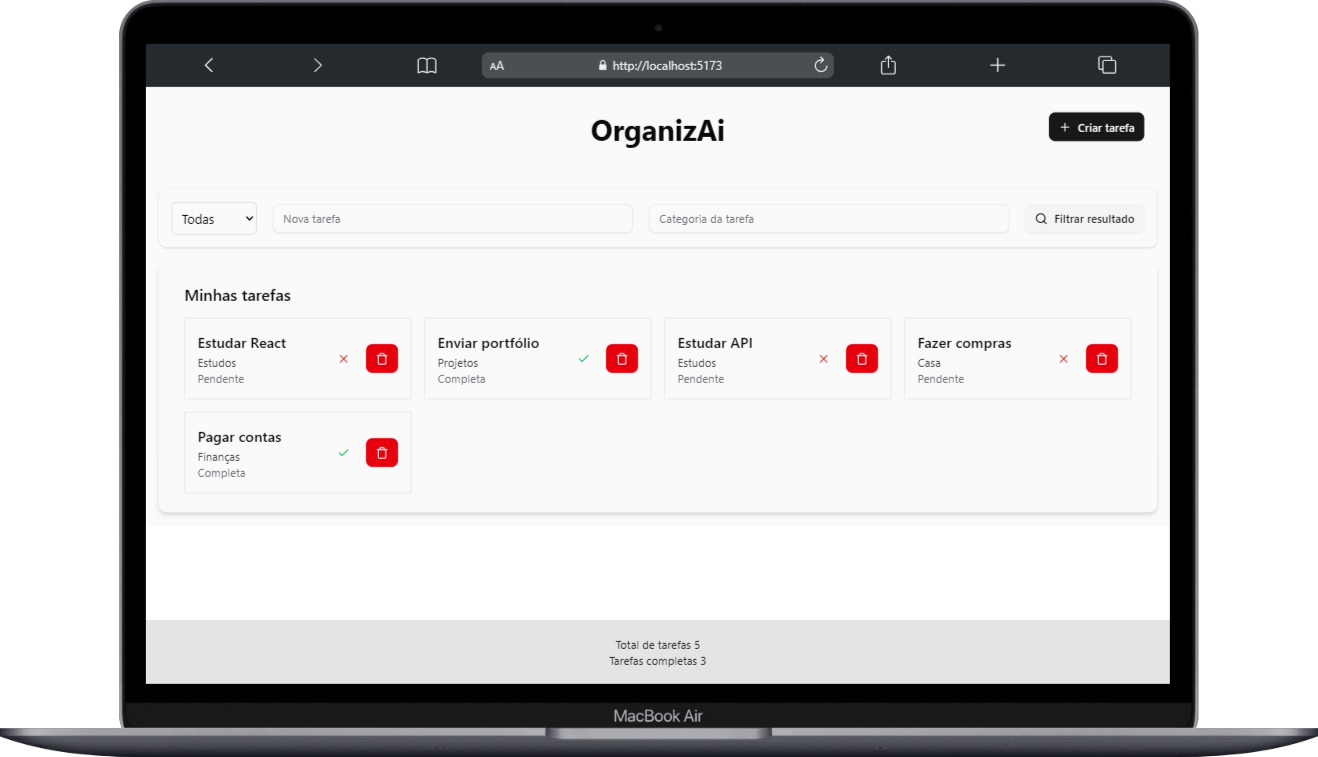 AA
http://localhost:5173
OrganizAi
+ Criar tarefa
Todas
Nova tarefa
Categoria da tarefa
Filtrar resultado
Minhas tarefas
Estudar React
Estudos
Pendente
Enviar portfólio
Projetos
Completa
Estudar API
Estudos
Pendente
Fazer compras
Casa
Pendente
Pagar contas
Finanças
Completa
Total de tarefas 5
Tarefas completas 3
MacBook Air